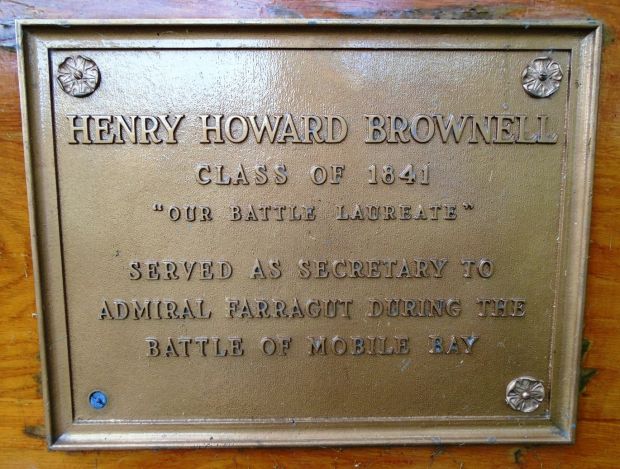 HENRY HOWARD BROWNELL
CLASS OF 1841
"OUR BATTLE LAUREATE"
SERVED AS SECRETARY TO
ADMIRAL FARRAGUT DURING THE
BATTLE OF MOBILE BAY